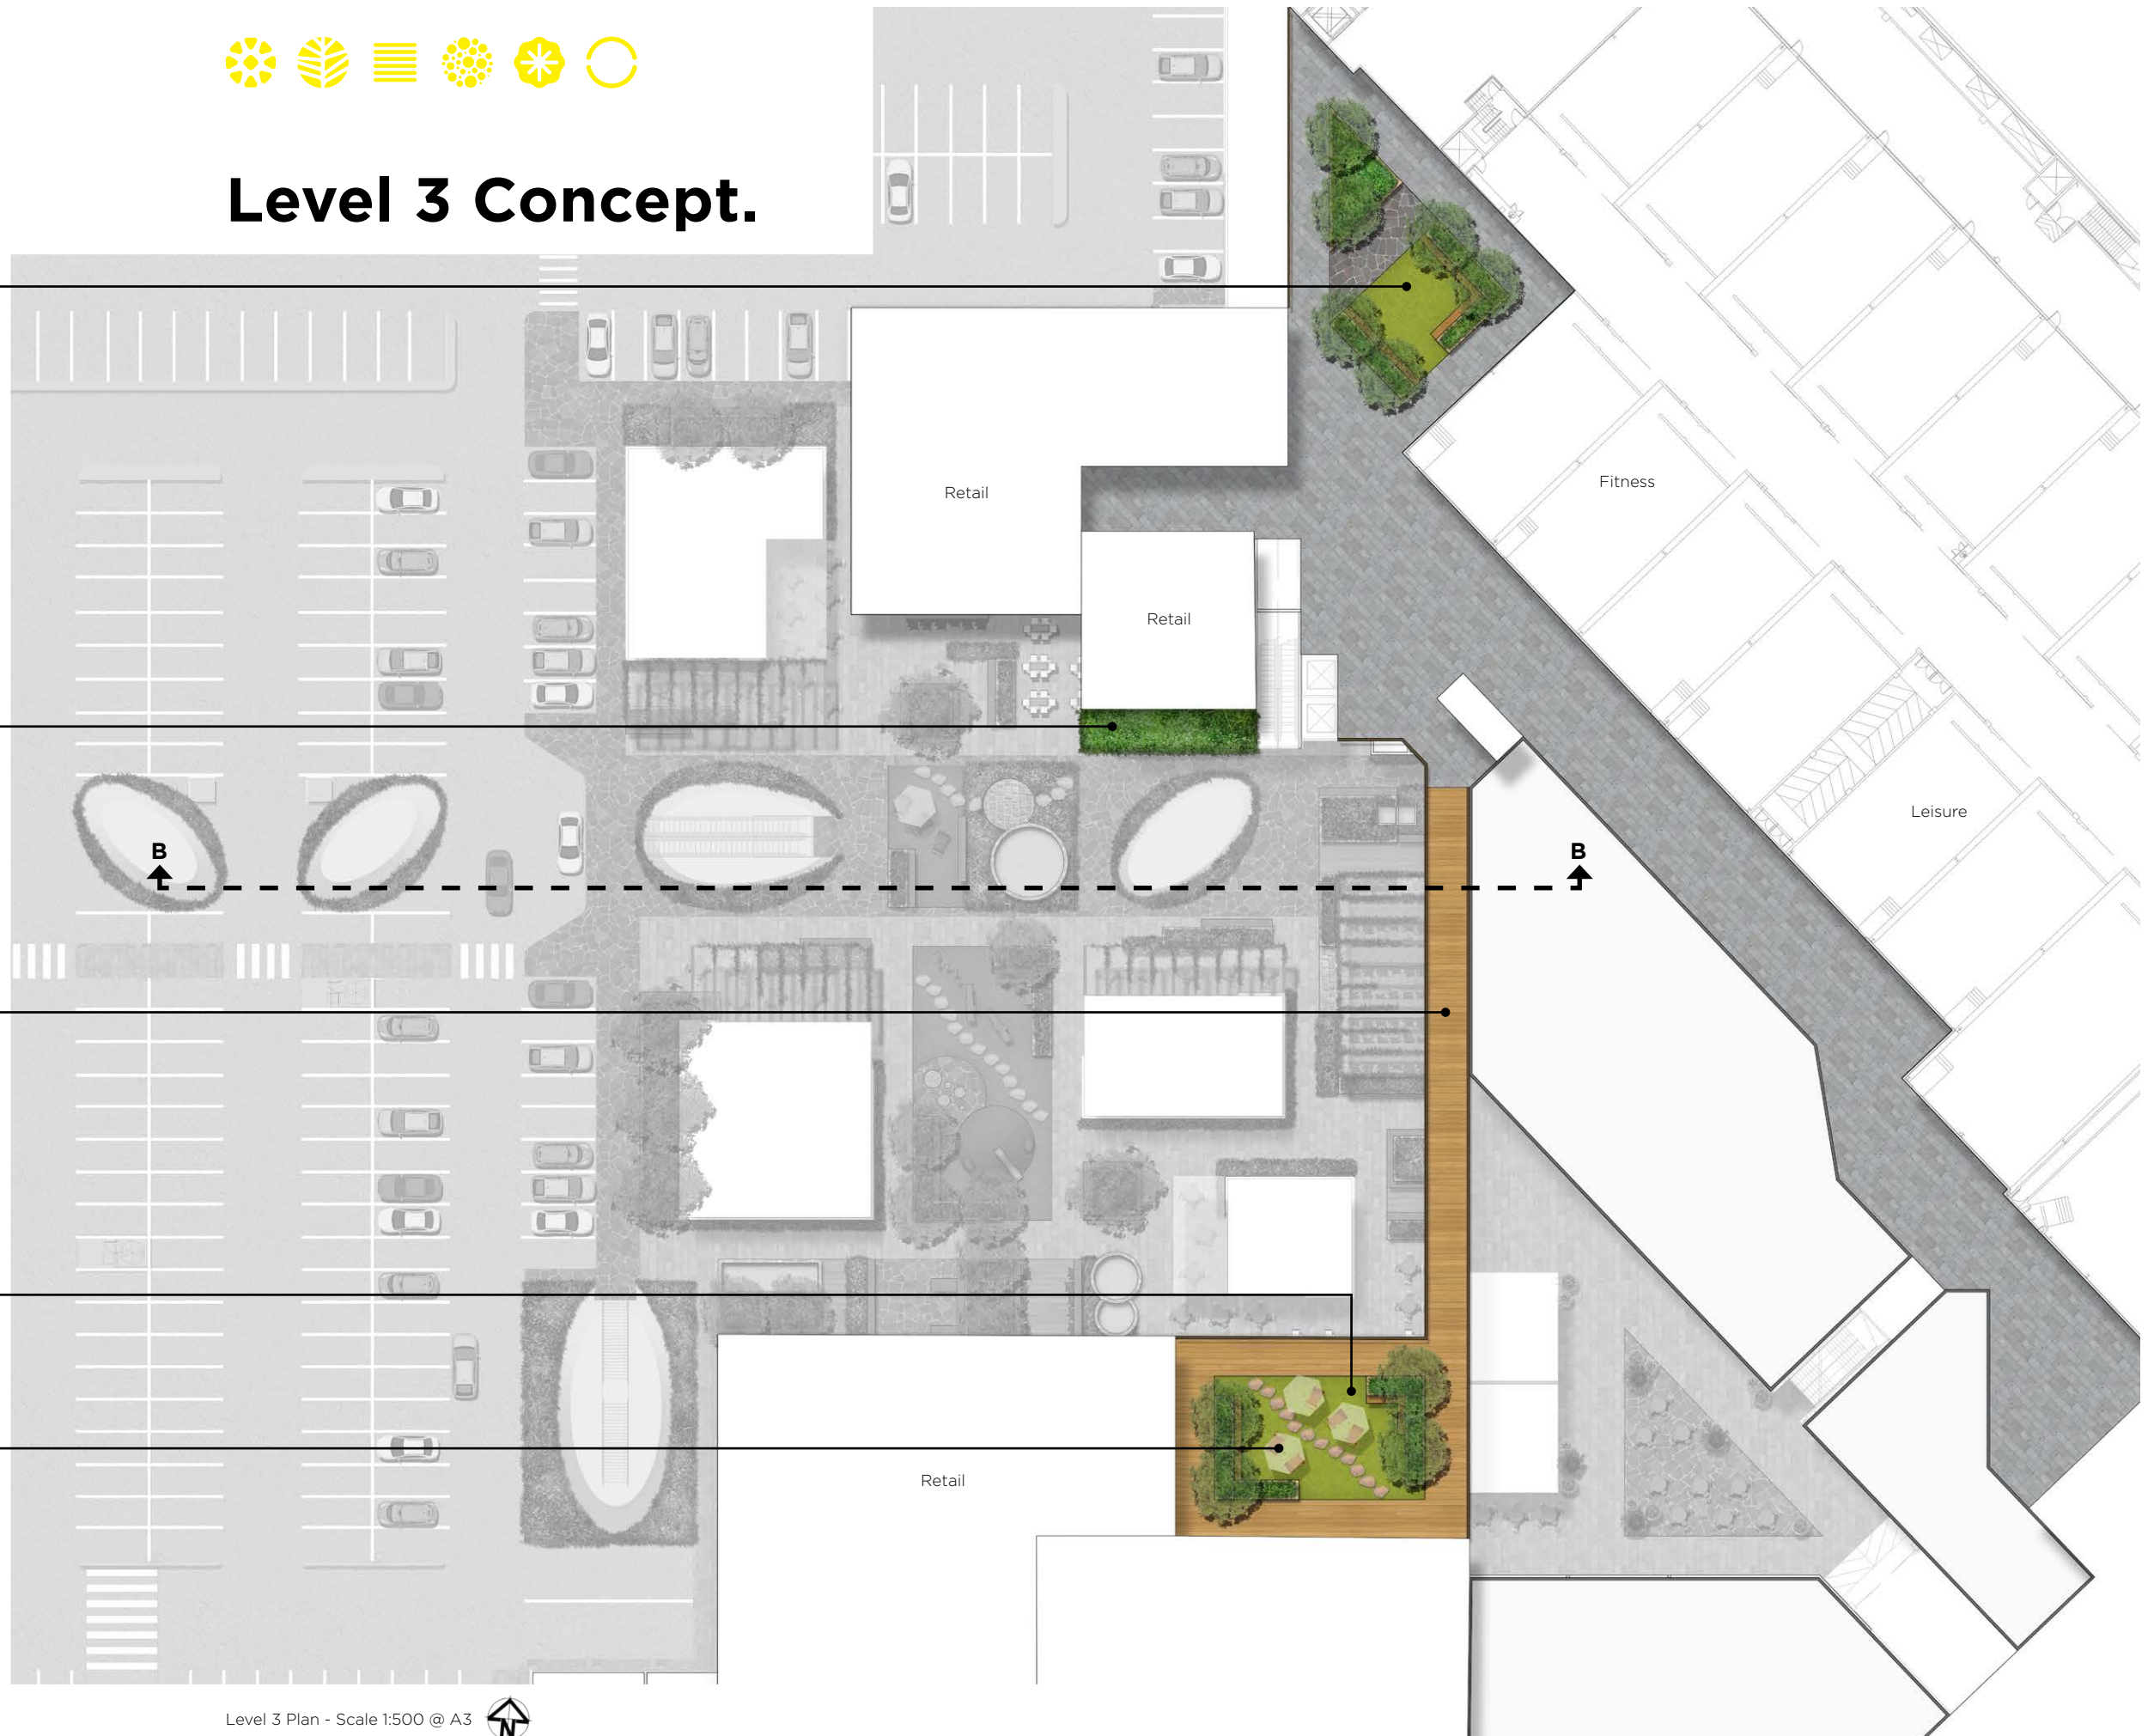 Level 3 Concept.
Fitness
Retail
Retail
Leisure
B
B
Retail
Level 3 Plan - Scale 1:500 @ A3
N